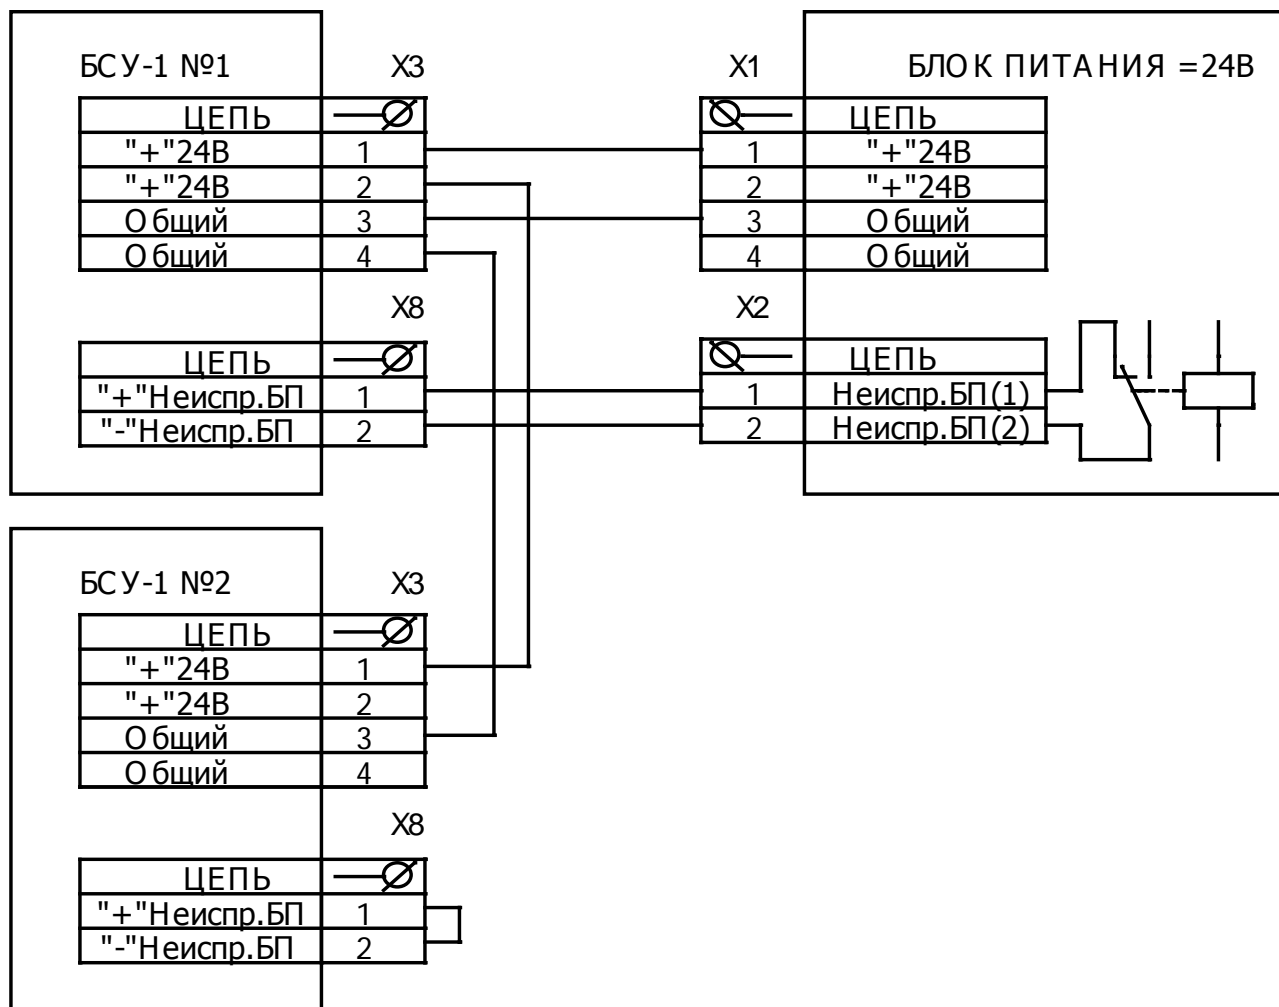 БСУ-1 №1 X3
ЦЕПЬ
"+"24В 1
"+"24В 2
Общий 3
Общий 4
X8
ЦЕПЬ
"+"Неиспр.БП 1
"-"Неиспр.БП 2
X1 БЛОК ПИТАНИЯ =24В
ЦЕПЬ
1 "+"24В
2 "+"24В
3 Общий
4 Общий
X2
ЦЕПЬ
1 Неиспр.БП(1)
2 Неиспр.БП(2)
БСУ-1 №2 X3
ЦЕПЬ
"+"24В 1
"+"24В 2
Общий 3
Общий 4
X8
ЦЕПЬ
"+"Неиспр.БП 1
"-"Неиспр.БП 2